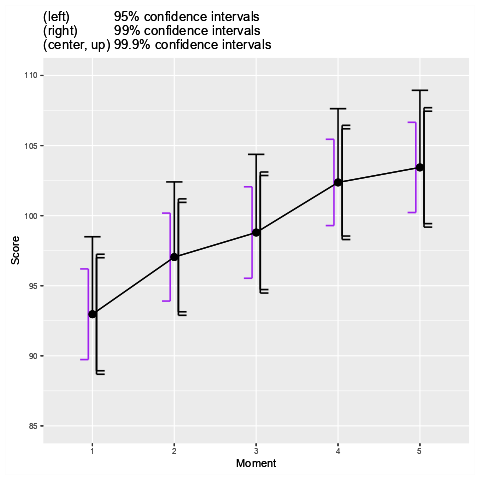 (left) 95% confidence intervals
(right) 99% confidence intervals
(center, up) 99.9% confidence intervals
110
105
100
95
90
85
Score
1 2 3 4 5
Moment